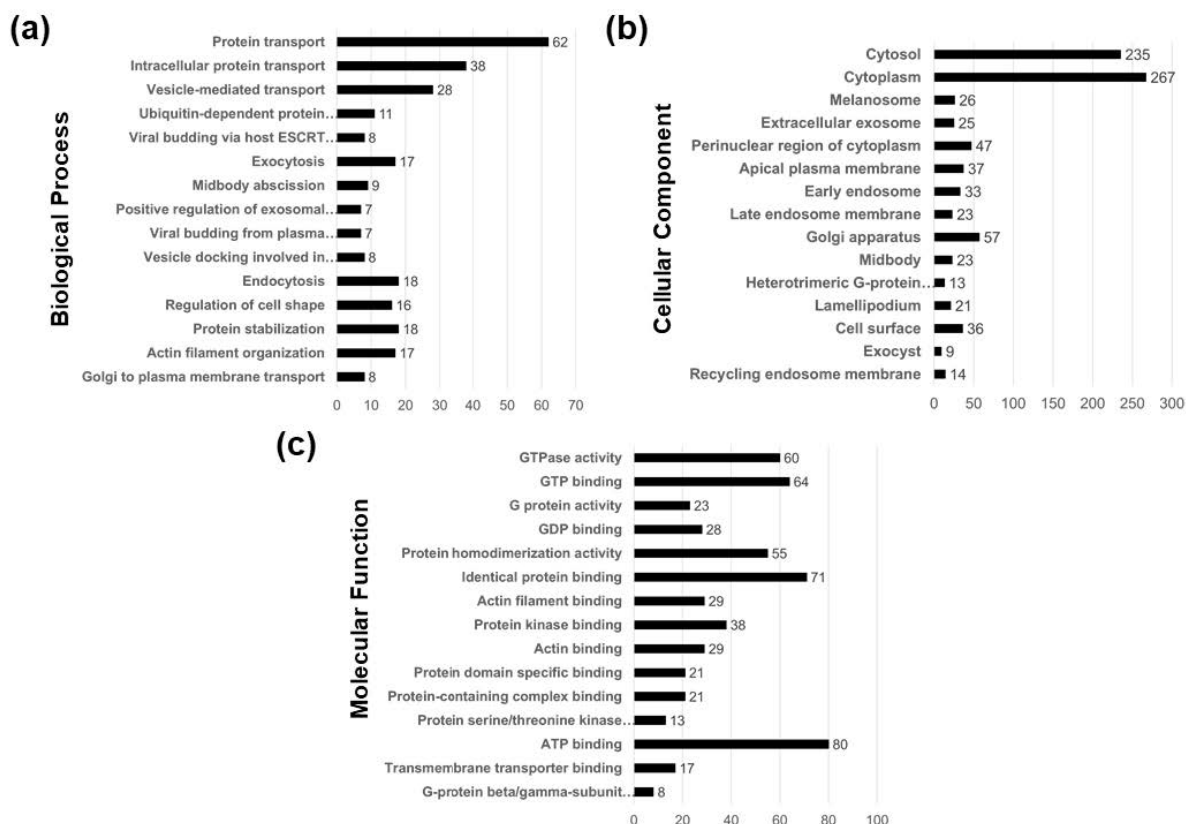 (a)
Biological Process
Protein transport 62
Intracellular protein transport 38
Vesicle-mediated transport 28
Ubiquitin-dependent protein... 11
Viral budding via host ESCRT... 8
Exocytosis 17
Midbody abscission 9
Positive regulation of exosomal... 7
Viral budding from plasma... 7
Vesicle docking involved in... 8
Endocytosis 18
Regulation of cell shape 16
Protein stabilization 18
Actin filament organization 17
Golgi to plasma membrane transport 8
0 10 20 30 40 50 60 70
(b)
Cellular Component
Cytosol 235
Cytoplasm 267
Melanosome 26
Extracellular exosome 25
Perinuclear region of cytoplasm 47
Apical plasma membrane 37
Early endosome 33
Late endosome membrane 23
Golgi apparatus 57
Midbody 23
Heterotrimeric G-protein... 13
Lamellipodium 21
Cell surface 36
Exocyst 9
Recycling endosome membrane 14
0 50 100 150 200 250 300
(c)
Molecular Function
GTPase activity 60
GTP binding 64
G protein activity 23
GDP binding 28
Protein homodimerization activity 55
Identical protein binding 71
Actin filament binding 29
Protein kinase binding 38
Actin binding 29
Protein domain specific binding 21
Protein-containing complex binding 21
Protein serine/threonine kinase... 13
ATP binding 80
Transmembrane transporter binding 17
G-protein beta/gamma-subunit... 8
0 20 40 60 80 100